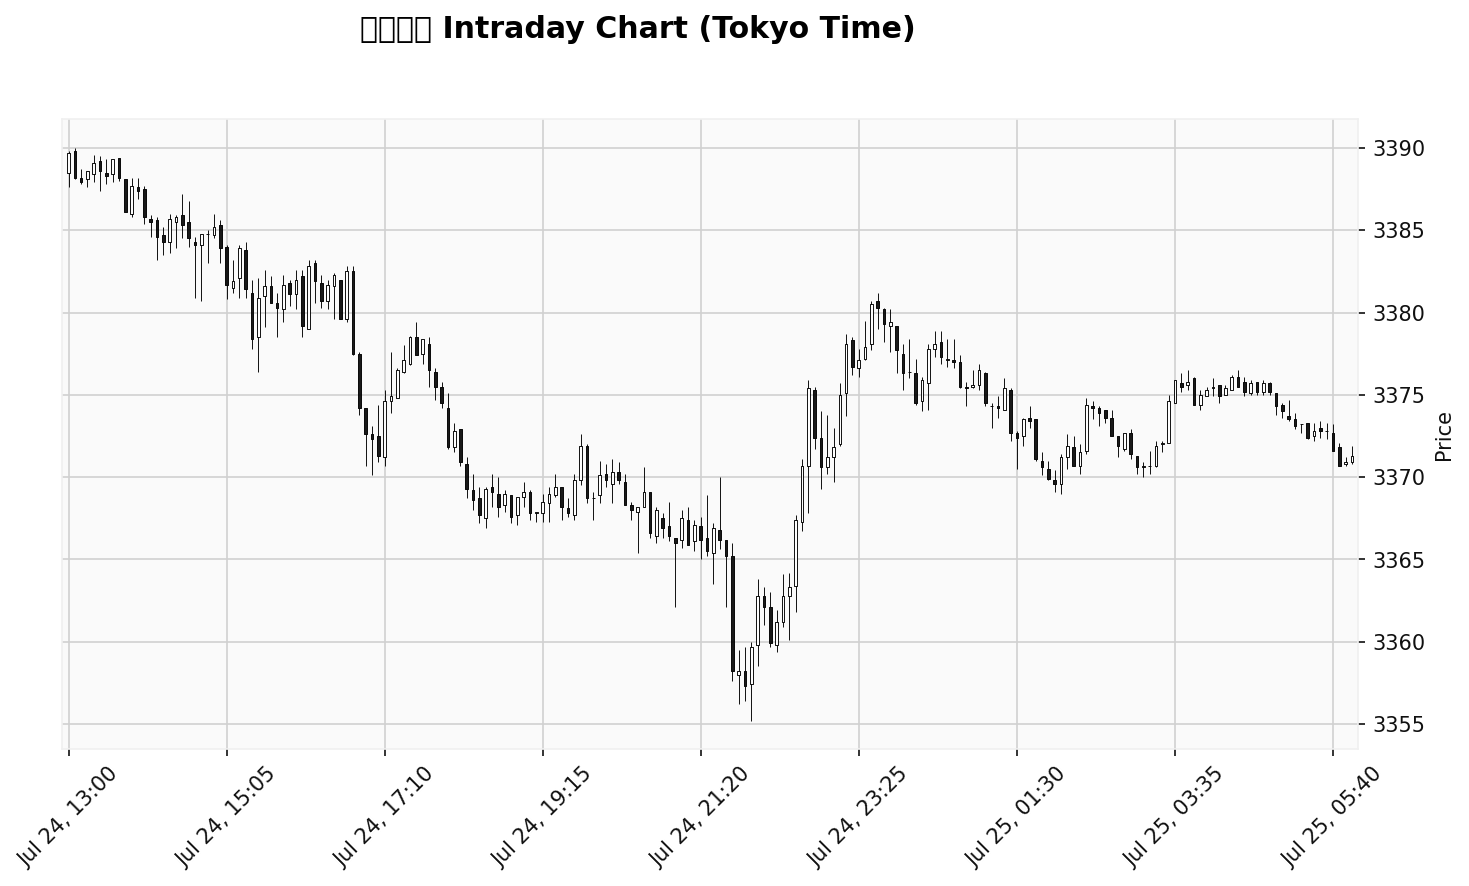 Intraday Chart (Tokyo Time)
3390
3385
3380
3375
3370
3365
3360
3355
Price
Jul 24, 13:00
Jul 24, 15:05
Jul 24, 17:10
Jul 24, 19:15
Jul 24, 21:20
Jul 24, 23:25
Jul 25, 01:30
Jul 25, 03:35
Jul 25, 05:40